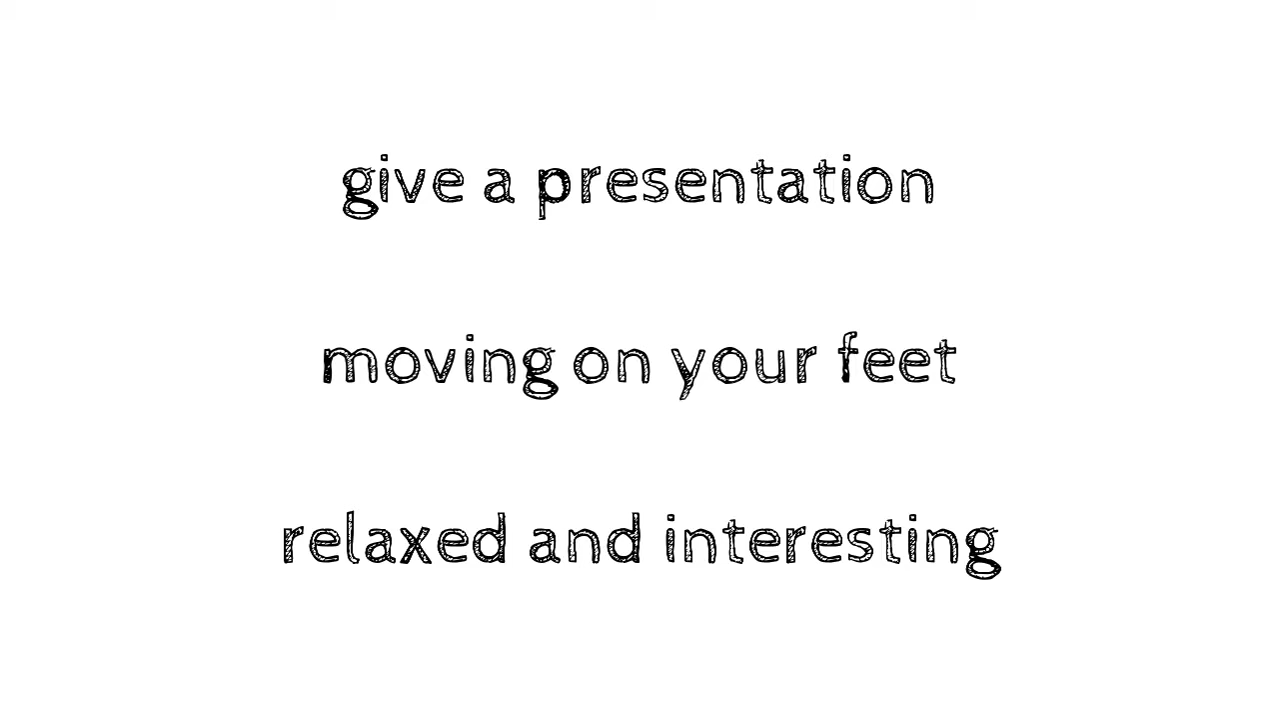 give a presentation
moving on your feet
relaxed and interesting